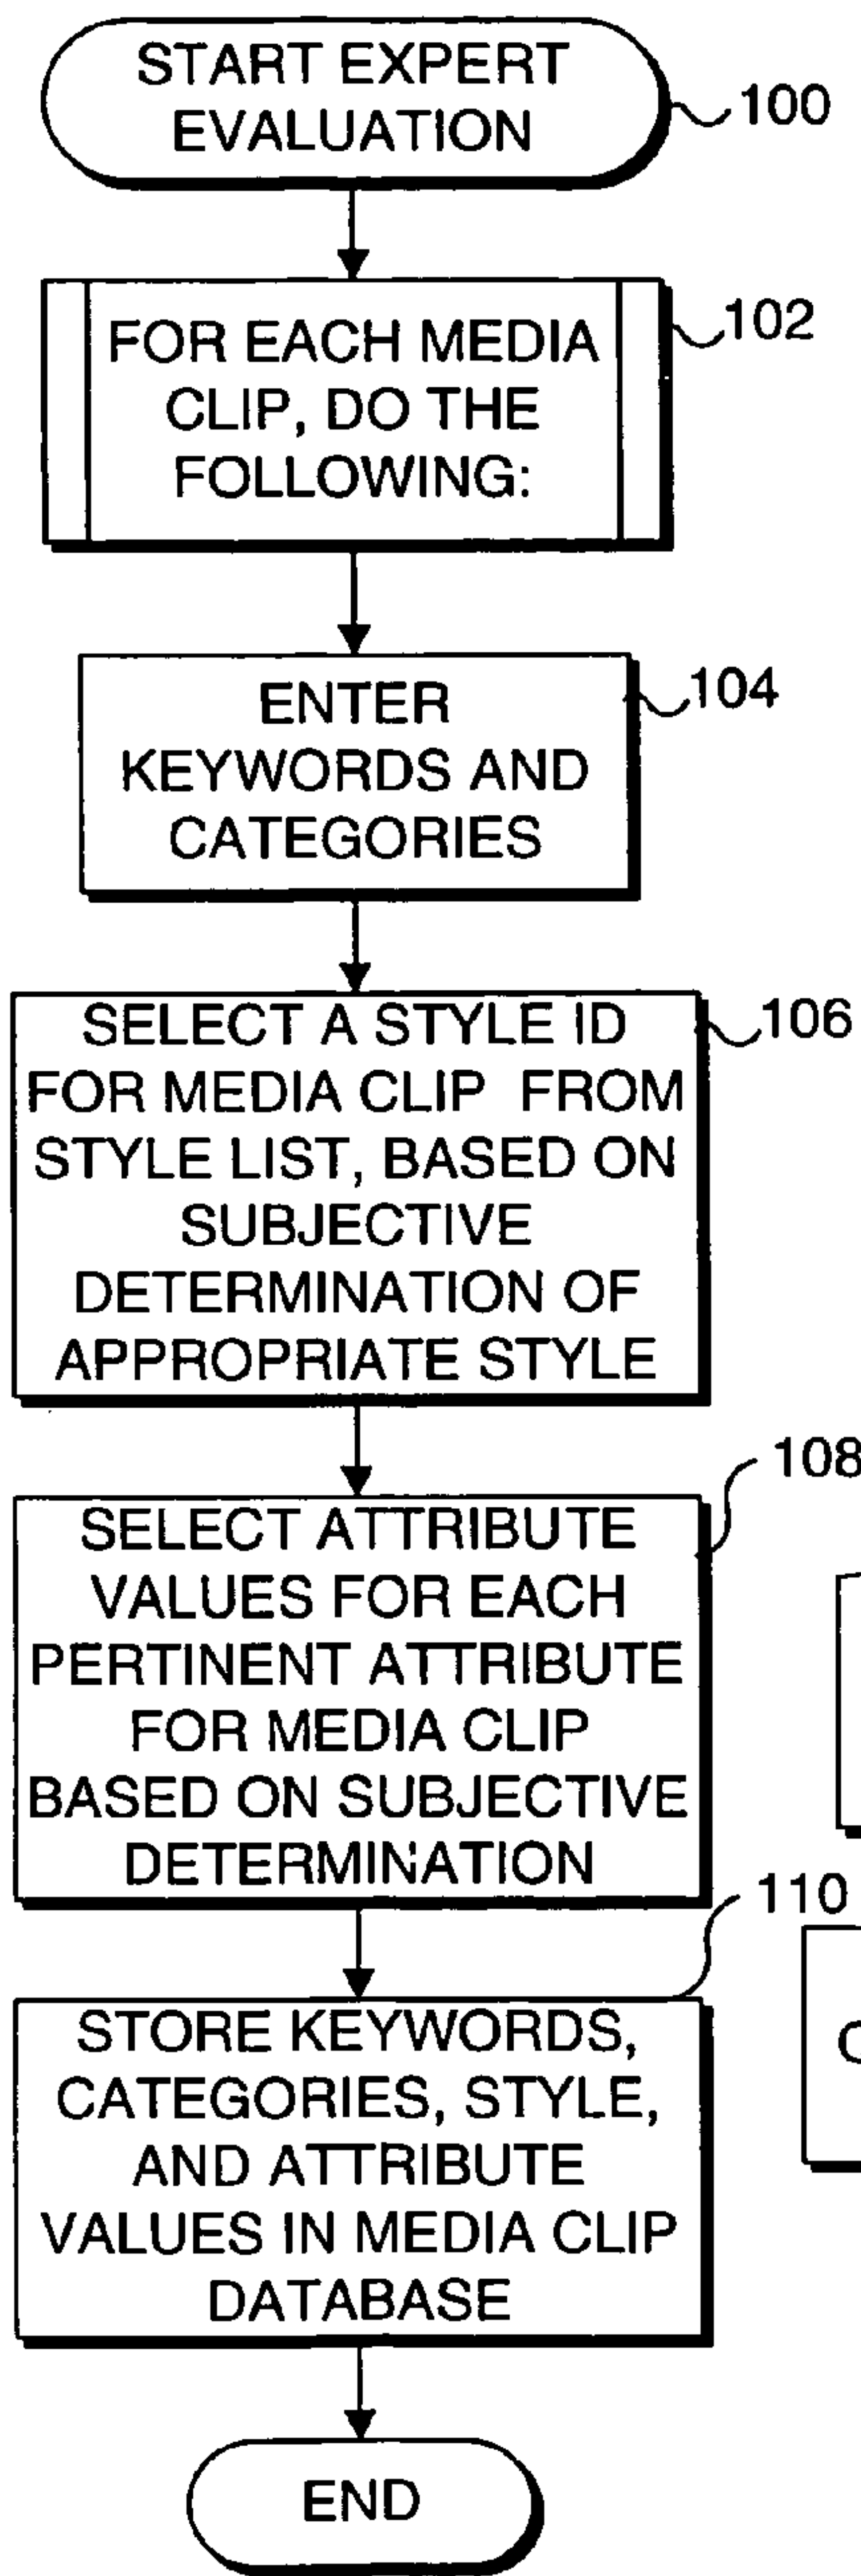 START EXPERT
EVALUATION
100
FOR EACH MEDIA
CLIP, DO THE
FOLLOWING:
102
ENTER
KEYWORDS AND
CATEGORIES
104
SELECT A STYLE ID
FOR MEDIA CLIP FROM
STYLE LIST, BASED ON
SUBJECTIVE
DETERMINATION OF
APPROPRIATE STYLE
106
SELECT ATTRIBUTE
VALUES FOR EACH
PERTINENT ATTRIBUTE
FOR MEDIA CLIP
BASED ON SUBJECTIVE
DETERMINATION
108
STORE KEYWORDS,
CATEGORIES, STYLE,
AND ATTRIBUTE
VALUES IN MEDIA CLIP
DATABASE
110
END